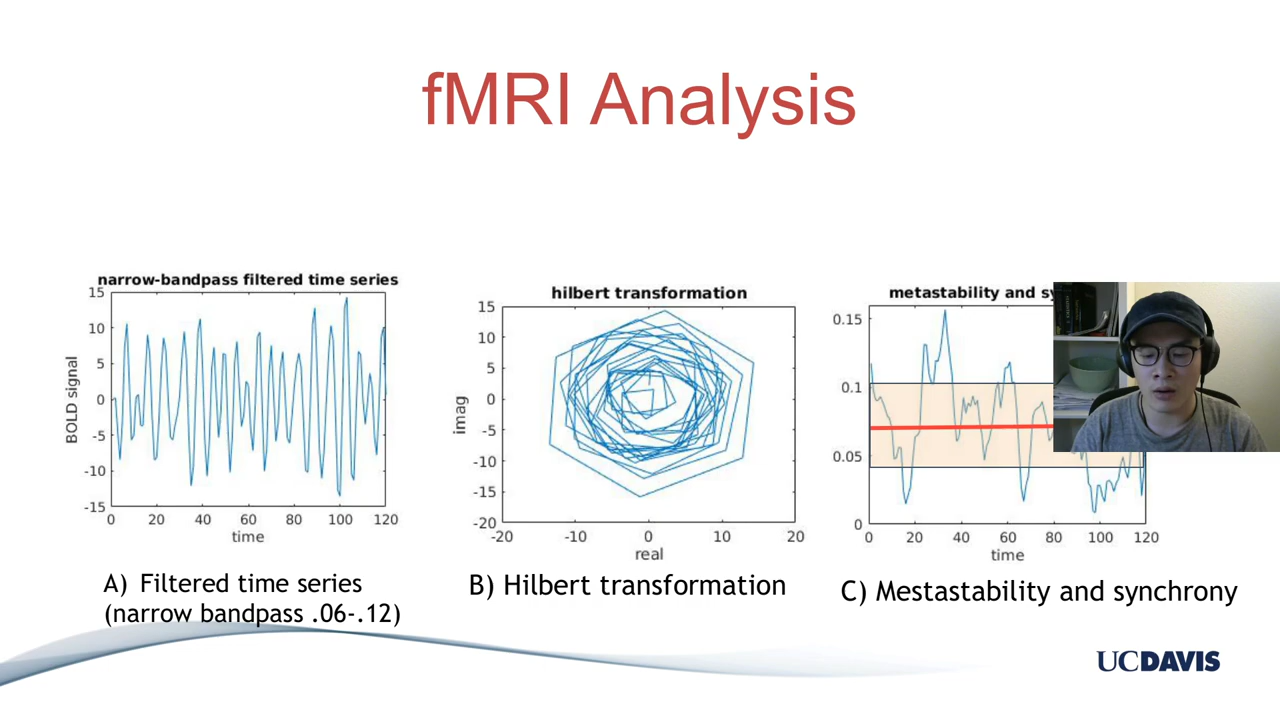 fMRI Analysis
narrow-bandpass filtered time series
15
10
5
0
-5
-10
-15
BOLD signal
0 20 40 60 80 100 120
time
A) Filtered time series
(narrow bandpass .06-.12)
hilbert transformation
15
10
5
0
-5
-10
-15
-20
imag
-20 -10 0 10 20
real
B) Hilbert transformation
metastability and
0.15
0.1
0.05
0
0 20 40 60 80 100 120
time
C) Mestastability and synchrony
UCDAVIS